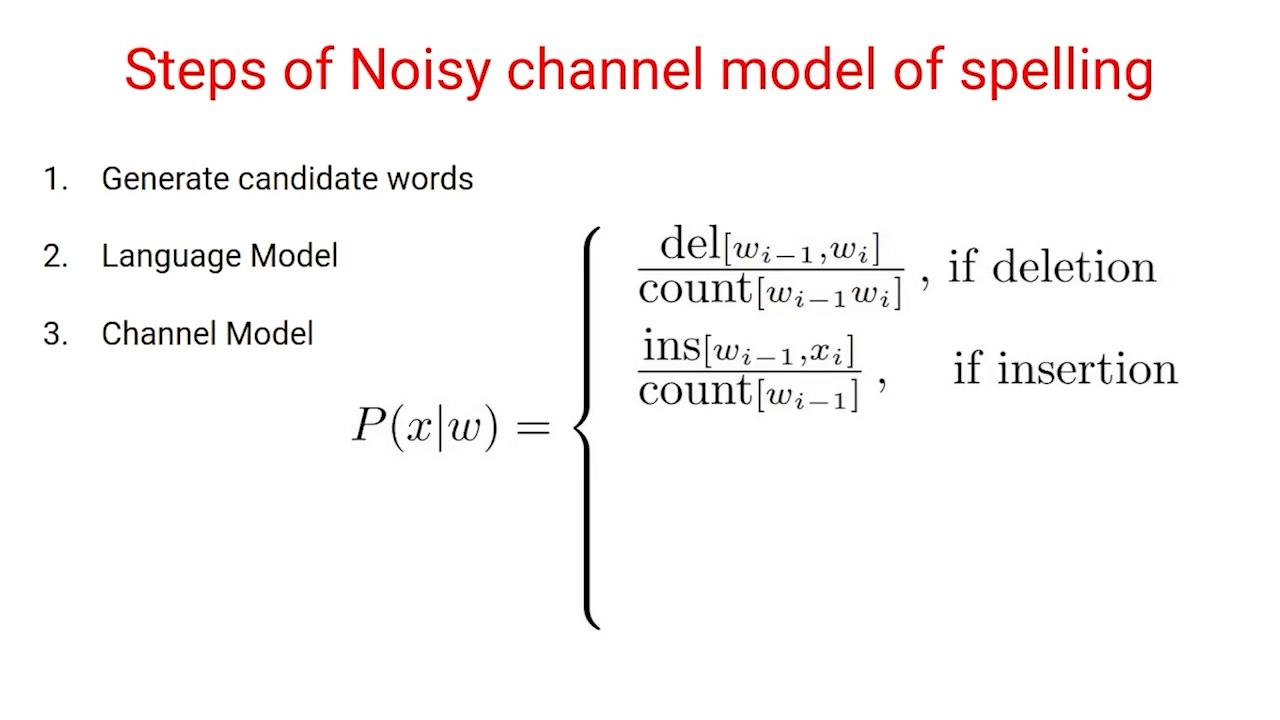 Steps of Noisy channel model of spelling
1. Generate candidate words
2. Language Model
3. Channel Model
P(x|w) = {
del[w_{i−1},w_i] / count[w_{i−1}w_i] , if deletion
ins[w_{i−1},x_i] / count[w_{i−1}] , if insertion